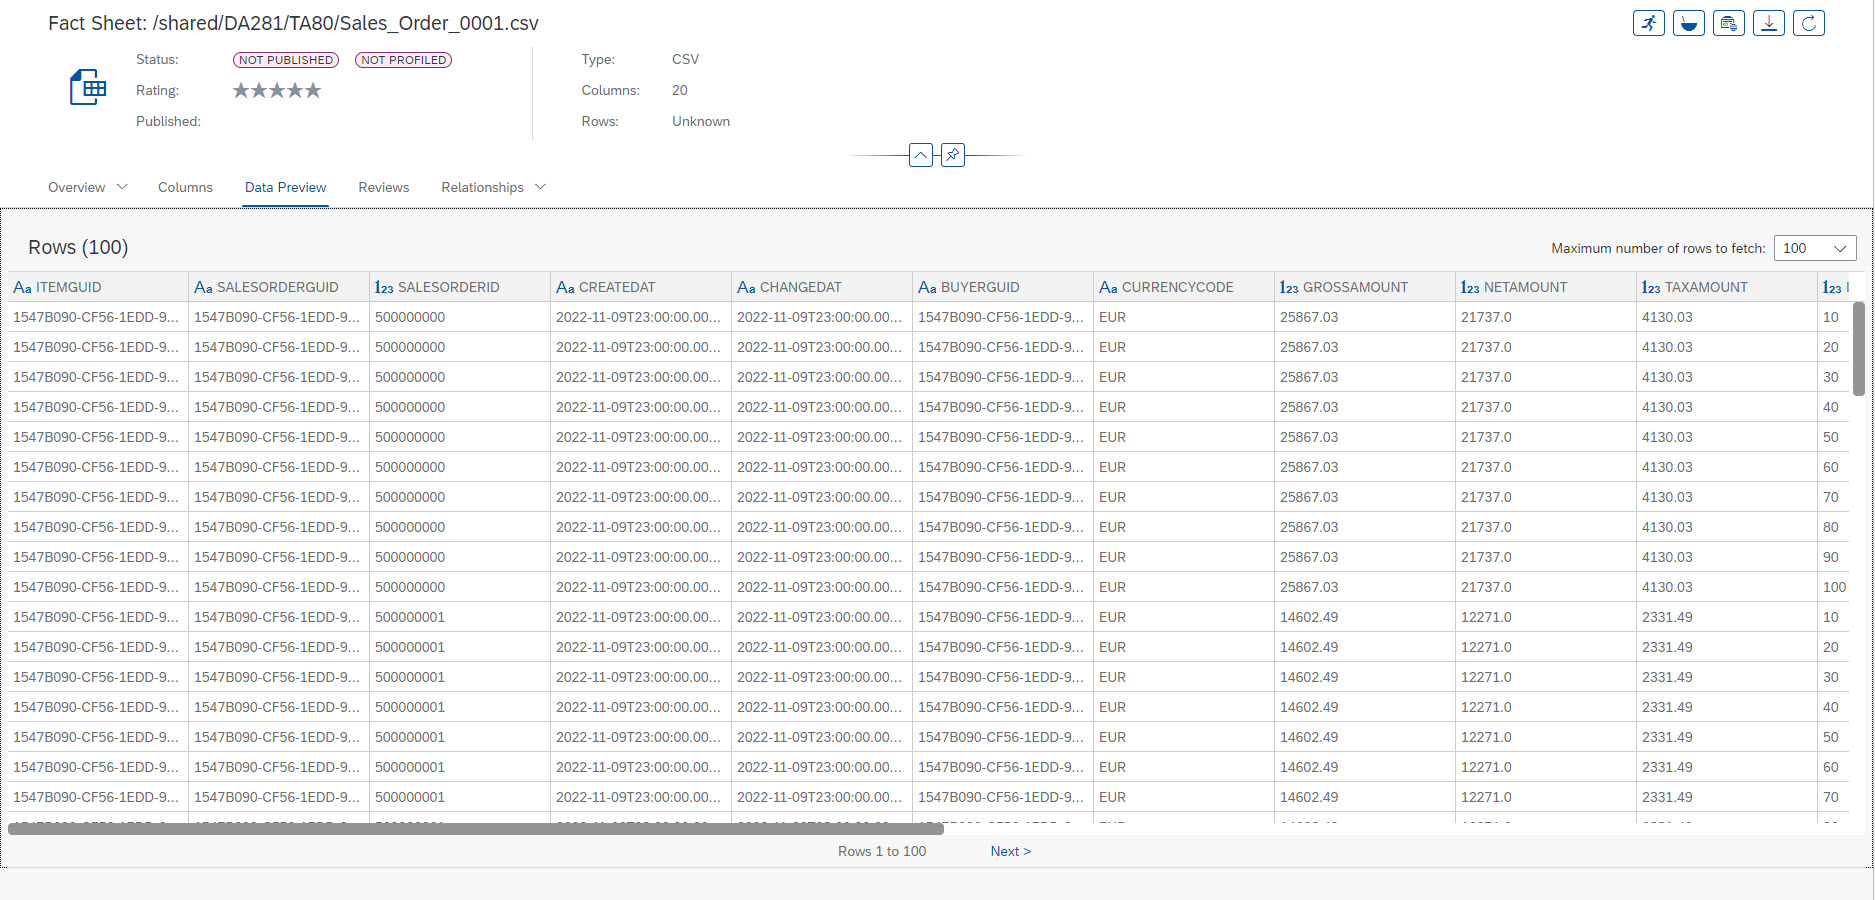 Fact Sheet: /shared/DA281/TA80/Sales_Order_0001.csv
Status: NOT PUBLISHED NOT PROFILED Type: CSV
Rating: Columns: 20
Published: Rows: Unknown
Overview Columns Data Preview Reviews Relationships
Rows (100) Maximum number of rows to fetch: 100
Aa ITEMGUID Aa SALESORDERGUID 123 SALESORDERID Aa CREATEDAT Aa CHANGEDAT Aa BUYERGUID Aa CURRENCYCODE 123 GROSSAMOUNT 123 NETAMOUNT 123 TAXAMOUNT 123
1547B090-CF56-1EDD-9... 1547B090-CF56-1EDD-9... 500000000 2022-11-09T23:00:00.00... 2022-11-09T23:00:00.00... 1547B090-CF56-1EDD-9... EUR 25867.03 21737.0 4130.03 10
1547B090-CF56-1EDD-9... 1547B090-CF56-1EDD-9... 500000000 2022-11-09T23:00:00.00... 2022-11-09T23:00:00.00... 1547B090-CF56-1EDD-9... EUR 25867.03 21737.0 4130.03 20
1547B090-CF56-1EDD-9... 1547B090-CF56-1EDD-9... 500000000 2022-11-09T23:00:00.00... 2022-11-09T23:00:00.00... 1547B090-CF56-1EDD-9... EUR 25867.03 21737.0 4130.03 30
1547B090-CF56-1EDD-9... 1547B090-CF56-1EDD-9... 500000000 2022-11-09T23:00:00.00... 2022-11-09T23:00:00.00... 1547B090-CF56-1EDD-9... EUR 25867.03 21737.0 4130.03 40
1547B090-CF56-1EDD-9... 1547B090-CF56-1EDD-9... 500000000 2022-11-09T23:00:00.00... 2022-11-09T23:00:00.00... 1547B090-CF56-1EDD-9... EUR 25867.03 21737.0 4130.03 50
1547B090-CF56-1EDD-9... 1547B090-CF56-1EDD-9... 500000000 2022-11-09T23:00:00.00... 2022-11-09T23:00:00.00... 1547B090-CF56-1EDD-9... EUR 25867.03 21737.0 4130.03 60
1547B090-CF56-1EDD-9... 1547B090-CF56-1EDD-9... 500000000 2022-11-09T23:00:00.00... 2022-11-09T23:00:00.00... 1547B090-CF56-1EDD-9... EUR 25867.03 21737.0 4130.03 70
1547B090-CF56-1EDD-9... 1547B090-CF56-1EDD-9... 500000000 2022-11-09T23:00:00.00... 2022-11-09T23:00:00.00... 1547B090-CF56-1EDD-9... EUR 25867.03 21737.0 4130.03 80
1547B090-CF56-1EDD-9... 1547B090-CF56-1EDD-9... 500000000 2022-11-09T23:00:00.00... 2022-11-09T23:00:00.00... 1547B090-CF56-1EDD-9... EUR 25867.03 21737.0 4130.03 90
1547B090-CF56-1EDD-9... 1547B090-CF56-1EDD-9... 500000000 2022-11-09T23:00:00.00... 2022-11-09T23:00:00.00... 1547B090-CF56-1EDD-9... EUR 25867.03 21737.0 4130.03 100
1547B090-CF56-1EDD-9... 1547B090-CF56-1EDD-9... 500000001 2022-11-09T23:00:00.00... 2022-11-09T23:00:00.00... 1547B090-CF56-1EDD-9... EUR 14602.49 12271.0 2331.49 10
1547B090-CF56-1EDD-9... 1547B090-CF56-1EDD-9... 500000001 2022-11-09T23:00:00.00... 2022-11-09T23:00:00.00... 1547B090-CF56-1EDD-9... EUR 14602.49 12271.0 2331.49 20
1547B090-CF56-1EDD-9... 1547B090-CF56-1EDD-9... 500000001 2022-11-09T23:00:00.00... 2022-11-09T23:00:00.00... 1547B090-CF56-1EDD-9... EUR 14602.49 12271.0 2331.49 30
1547B090-CF56-1EDD-9... 1547B090-CF56-1EDD-9... 500000001 2022-11-09T23:00:00.00... 2022-11-09T23:00:00.00... 1547B090-CF56-1EDD-9... EUR 14602.49 12271.0 2331.49 40
1547B090-CF56-1EDD-9... 1547B090-CF56-1EDD-9... 500000001 2022-11-09T23:00:00.00... 2022-11-09T23:00:00.00... 1547B090-CF56-1EDD-9... EUR 14602.49 12271.0 2331.49 50
1547B090-CF56-1EDD-9... 1547B090-CF56-1EDD-9... 500000001 2022-11-09T23:00:00.00... 2022-11-09T23:00:00.00... 1547B090-CF56-1EDD-9... EUR 14602.49 12271.0 2331.49 60
1547B090-CF56-1EDD-9... 1547B090-CF56-1EDD-9... 500000001 2022-11-09T23:00:00.00... 2022-11-09T23:00:00.00... 1547B090-CF56-1EDD-9... EUR 14602.49 12271.0 2331.49 70
Rows 1 to 100 Next >